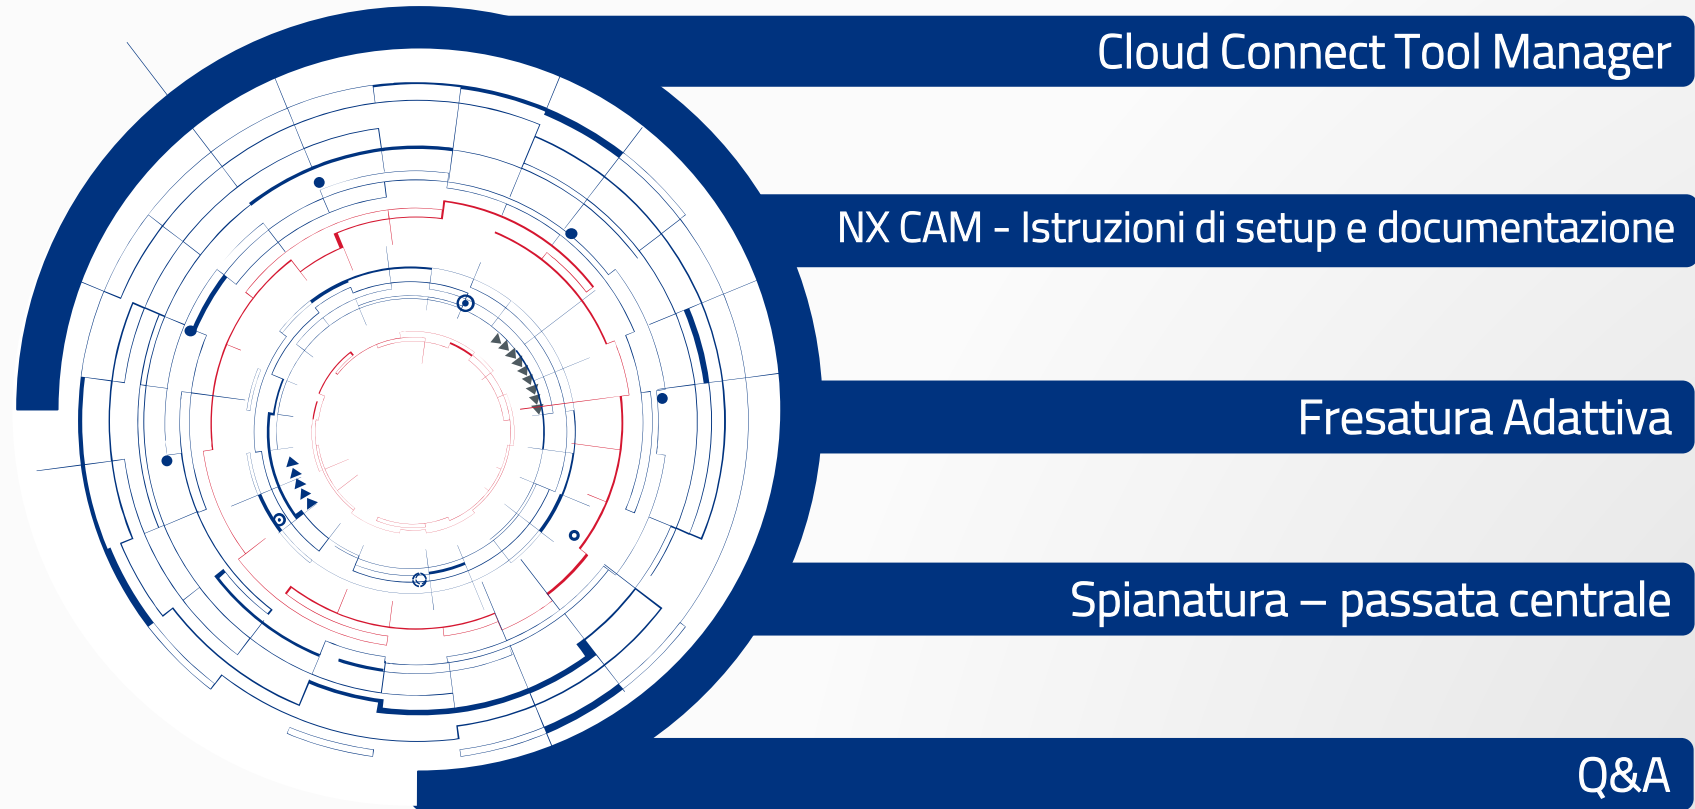 Cloud Connect Tool Manager
NX CAM - Istruzioni di setup e documentazione
Fresatura Adattiva
Spianatura – passata centrale
Q&A